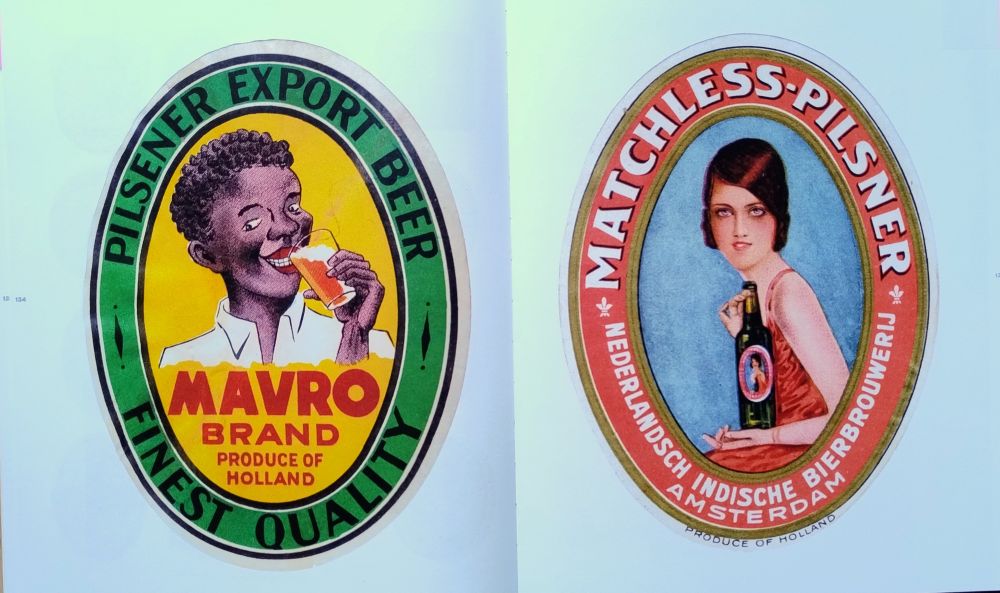 PILSENER EXPORT BEER
MAVRO
BRAND
PRODUCE OF
HOLLAND
FINEST QUALITY
134
MATCHLESS-PILSNER
NEDERLANDSCH INDISCHE BIERBROUWERIJ
AMSTERDAM
PRODUCE OF HOLLAND